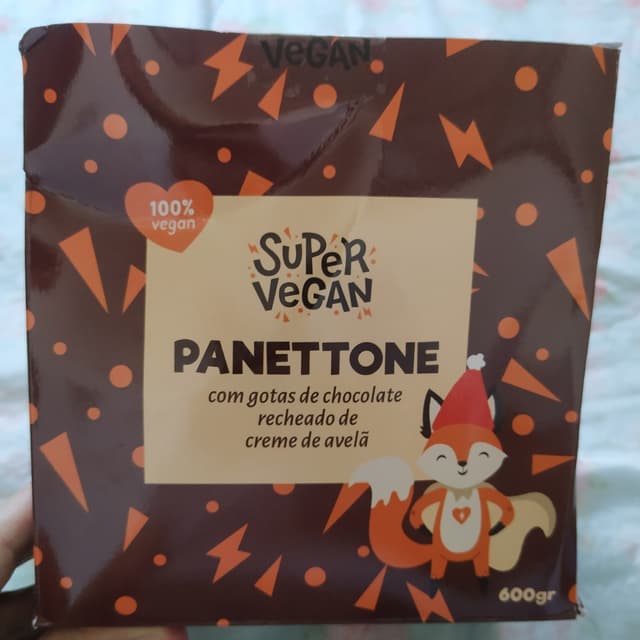 VeGAN
100%
vegan
SUPeR
VeGAN
PANETTONE
com gotas de chocolate
recheado de
creme de avelã
600gr